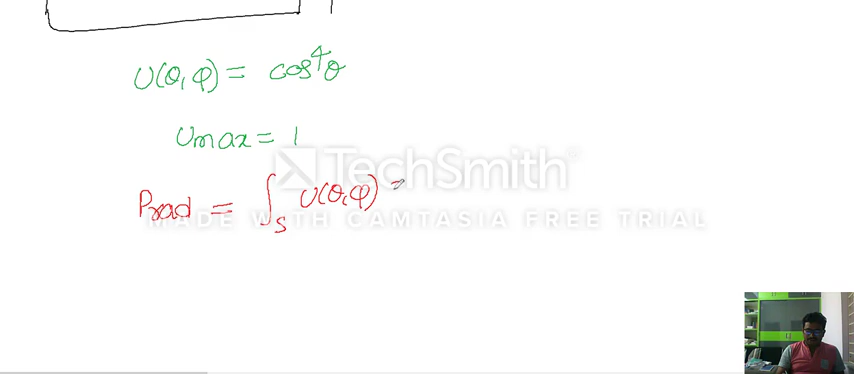 U(θ,φ) = cos⁴θ
Umax = 1
TechSmith
Prad = ∫s U(θ,φ) =
MADE WITH CAMTASIA FREE TRIAL